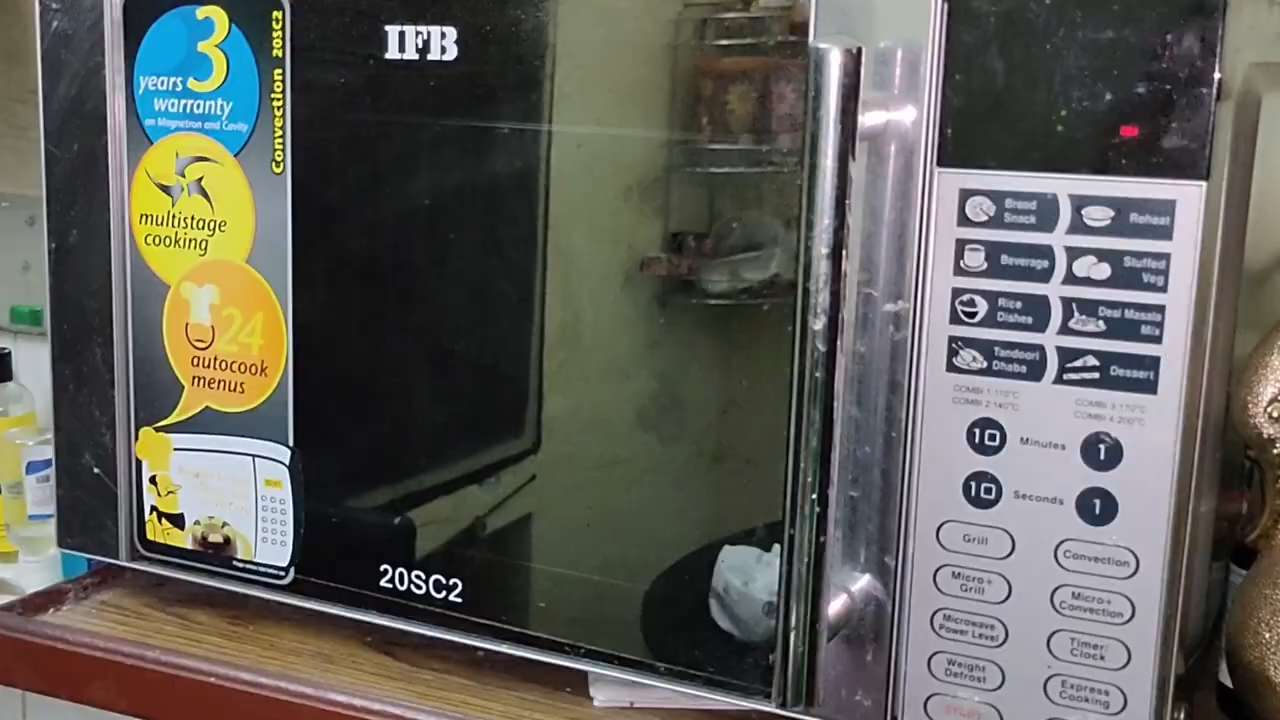 3
years
warranty
on Magnetron and Cavity
Convection 20SC2
multistage
cooking
24
autocook
menus
IFB
20SC2
Bread
Snack
Reheat
Beverage
Stuffed
Veg
Rice
Dishes
Desi Masala
Mix
Tandoori
Dhaba
Dessert
COMBI 1:110°C
COMBI 2:140°C
COMBI 3:170°C
COMBI 4:200°C
10 Minutes 1
10 Seconds 1
Grill
Convection
Micro+
Grill
Micro+
Convection
Microwave
Power Level
Timer/
Clock
Weight
Defrost
Express
Cooking